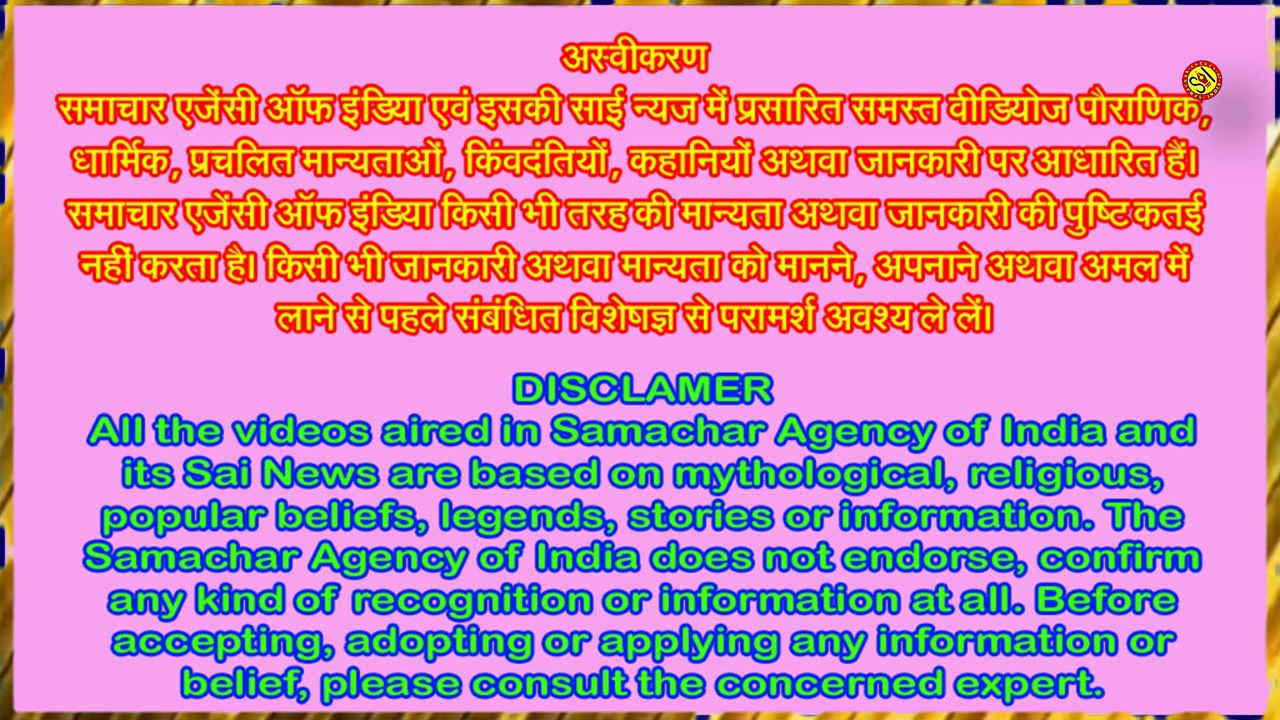 अस्वीकरण
SAI
समाचार एजेंसी ऑफ इंडिया एवं इसकी साई न्यज में प्रसारित समस्त वीडियोज पौराणिक,
धार्मिक, प्रचलित मान्यताओं, किंवदंतियों, कहानियों अथवा जानकारी पर आधारित हैं।
समाचार एजेंसी ऑफ इंडिया किसी भी तरह की मान्यता अथवा जानकारी की पुष्टि कतई
नहीं करता है। किसी भी जानकारी अथवा मान्यता को मानने, अपनाने अथवा अमल में
लाने से पहले संबंधित विशेषज्ञ से परामर्श अवश्य ले लें।
DISCLAMER
All the videos aired in Samachar Agency of India and
its Sai News are based on mythological, religious,
popular beliefs, legends, stories or information. The
Samachar Agency of India does not endorse, confirm
any kind of recognition or information at all. Before
accepting, adopting or applying any information or
belief, please consult the concerned expert.